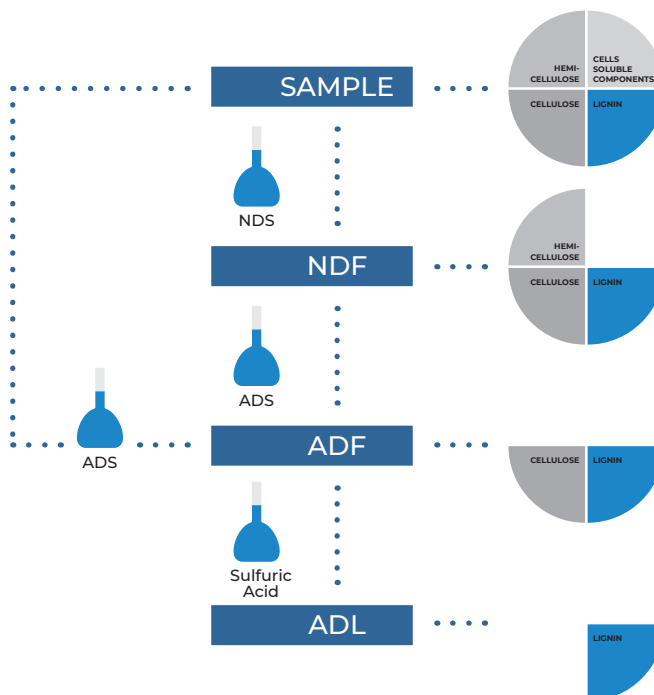 SAMPLE
HEMI-
CELLULOSE
CELLS
SOLUBLE
COMPONENTS
CELLULOSE
LIGNIN
NDS
NDF
HEMI-
CELLULOSE
CELLULOSE
LIGNIN
ADS
ADS
ADF
CELLULOSE
LIGNIN
Sulfuric
Acid
ADL
LIGNIN